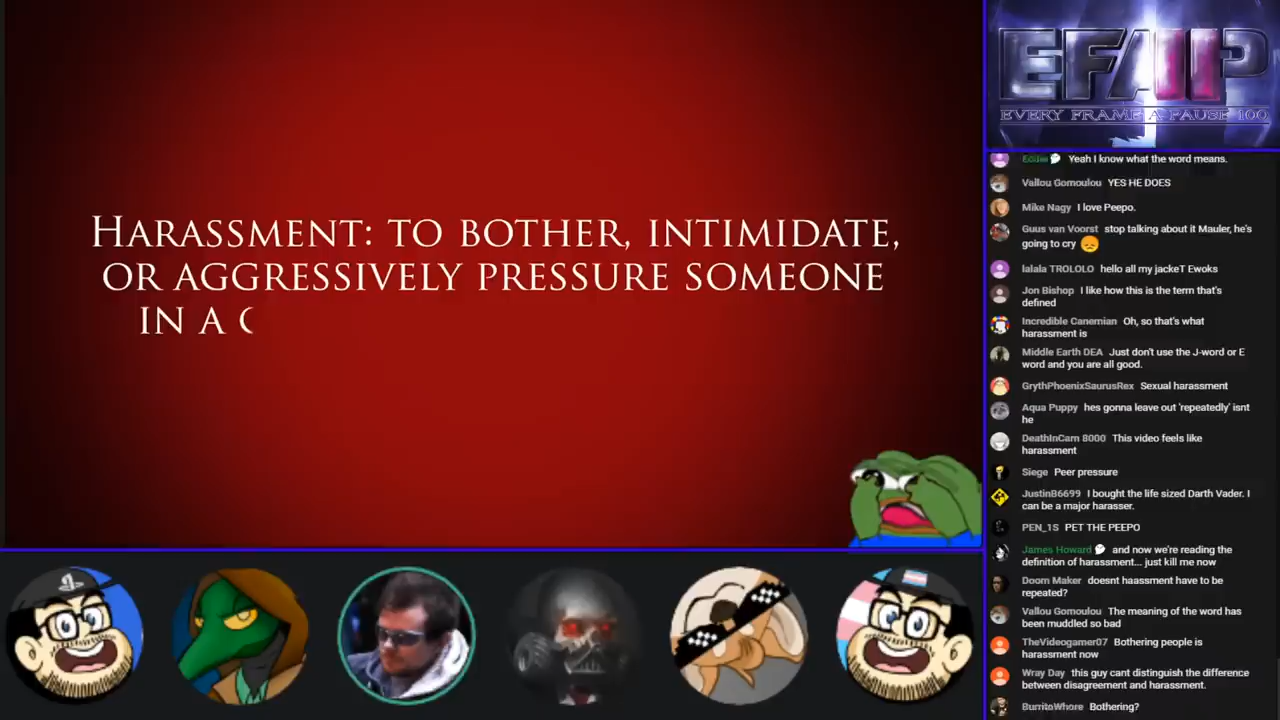 HARASSMENT: TO BOTHER, INTIMIDATE,
OR AGGRESSIVELY PRESSURE SOMEONE
IN A
EFAP
EVERY FRAME A PAUSE 100
Yeah I know what the word means.
Vallou Gomoulou YES HE DOES
Mike Nagy I love Peepo.
Guus van Voorst stop talking about it Mauler, he's
going to cry
lalala TROLOLO hello all my jackeT Ewoks
Jon Bishop I like how this is the term that's
defined
Incredible Canemian Oh, so that's what
harassment is
Middle Earth DEA Just don't use the J-word or E
word and you are all good.
GrythPhoenixSaurusRex Sexual harassment
Aqua Puppy hes gonna leave out 'repeatedly' isnt
he
DeathInCarn 8000 This video feels like
harassment
Siege Peer pressure
JustinB6699 I bought the life sized Darth Vader. I
can be a major harasser.
PEN_1S PET THE PEEPO
James Howard and now we're reading the
definition of harassment... just kill me now
Doom Maker doesnt haassment have to be
repeated?
Vallou Gomoulou The meaning of the word has
been muddled so bad
TheVideogamer07 Bothering people is
harassment now
Wray Day this guy cant distinguish the difference
between disagreement and harassment.
BurritoWhore Bothering?